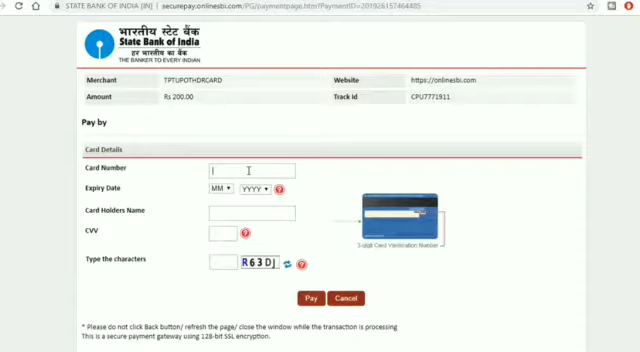 STATE BANK OF INDIA [IN] | securepay.onlinesbi.com/PG/paymentpage.htm?PaymentID=201926157464485
भारतीय स्टेट बैंक
State Bank of India
हर भारतीय का बैंक
THE BANKER TO EVERY INDIAN
Merchant TPTUPOTHDRCARD Website https://onlinesbi.com
Amount Rs 200.00 Track Id CPU7771911
Pay by
Card Details
Card Number
Expiry Date MM YYYY ?
Card Holders Name
CVV ?
3-digit Card Verification Number
Type the characters R63Dj ?
Pay Cancel
* Please do not click Back button/ refresh the page/ close the window while the transaction is processing
This is a secure payment gateway using 128-bit SSL encryption.